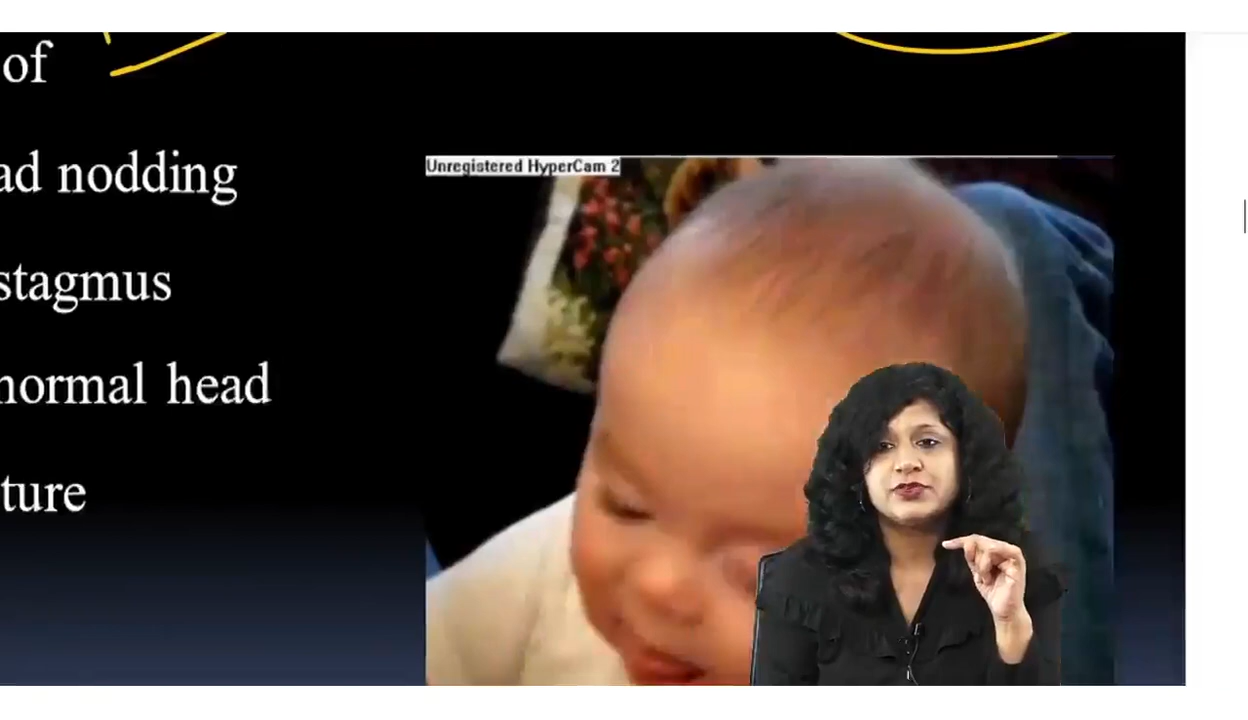 of
ad nodding
stagmus
normal head
ture
Unregistered HyperCam 2